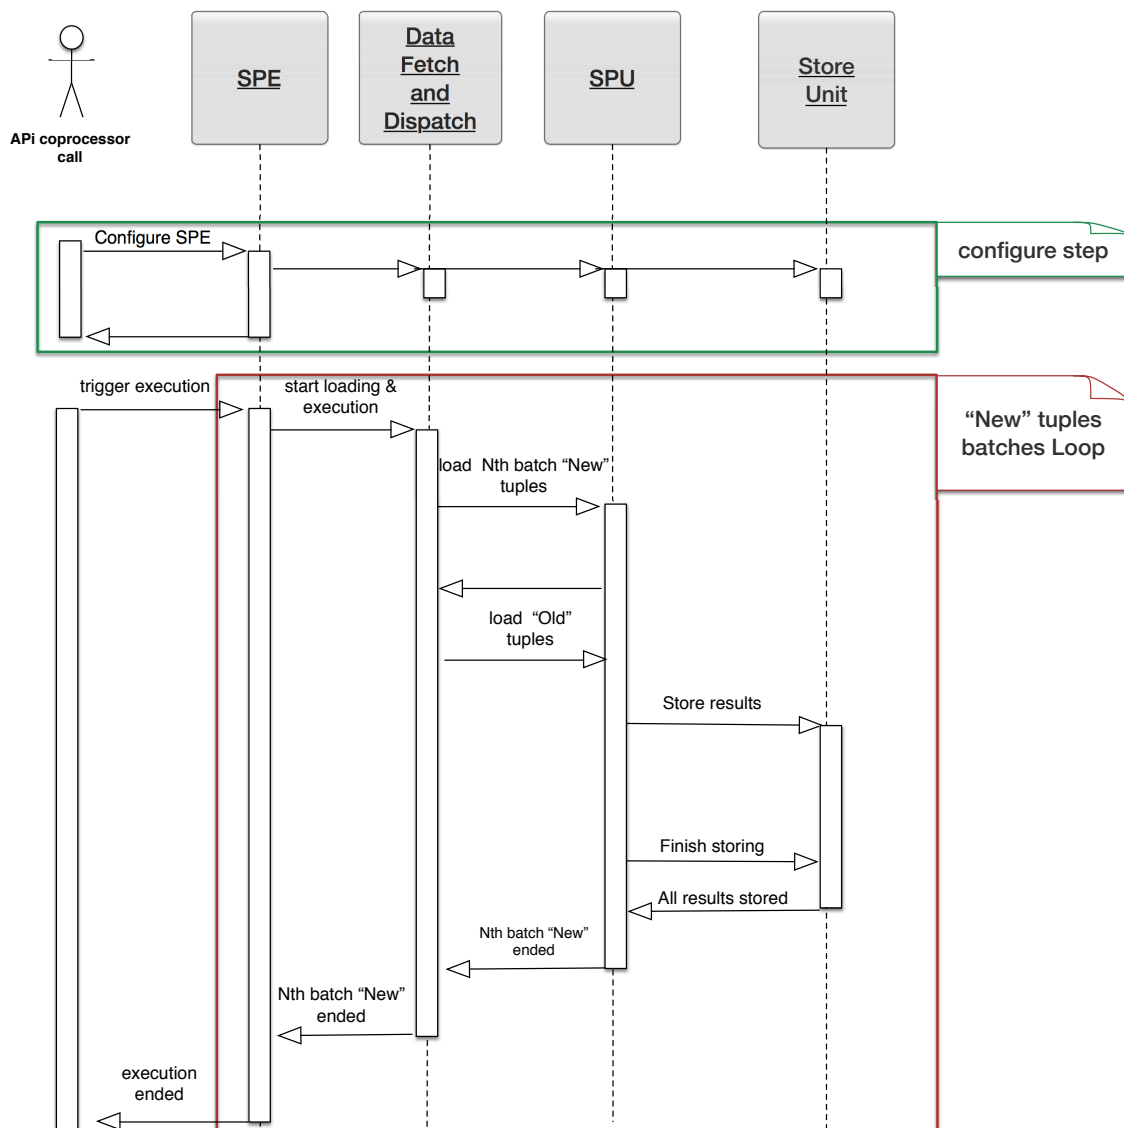 APi coprocessor
call
SPE
Data
Fetch
and
Dispatch
SPU
Store
Unit
Configure SPE
configure step
trigger execution
start loading &
execution
“New” tuples
batches Loop
load Nth batch “New”
tuples
load “Old”
tuples
Store results
Finish storing
All results stored
Nth batch “New”
ended
Nth batch “New”
ended
execution
ended